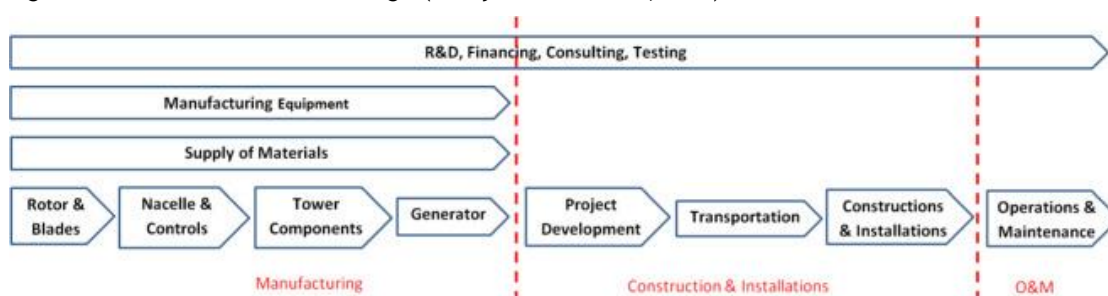 R&D, Financing, Consulting, Testing
Manufacturing Equipment
Supply of Materials
Rotor &
Blades
Nacelle &
Controls
Tower
Components
Generator
Project
Development
Transportation
Constructions
& Installations
Operations &
Maintenance
Manufacturing
Construction & Installations
O&M